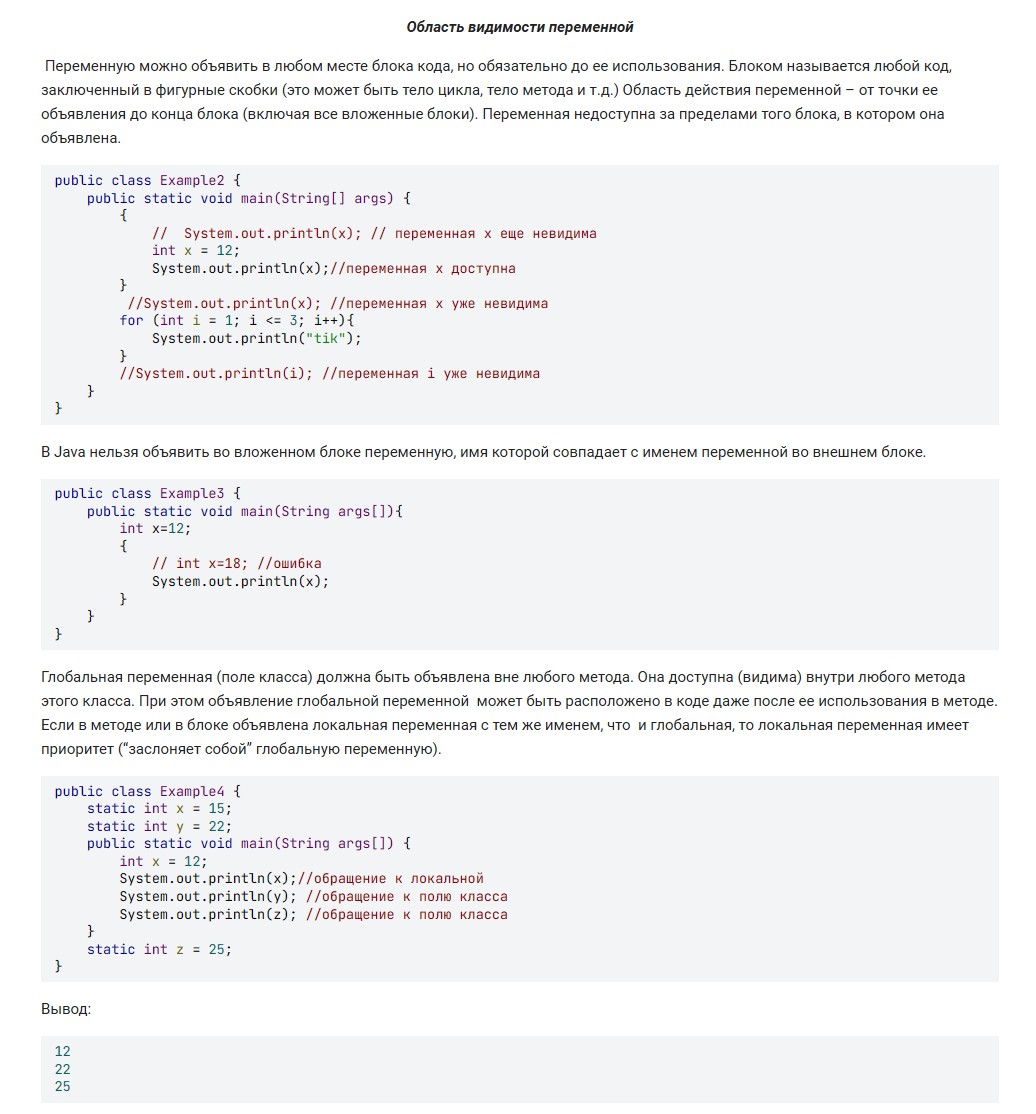 Область видимости переменной
Переменную можно объявить в любом месте блока кода, но обязательно до ее использования. Блоком называется любой код,
заключенный в фигурные скобки (это может быть тело цикла, тело метода и т.д.) Область действия переменной – от точки ее
объявления до конца блока (включая все вложенные блоки). Переменная недоступна за пределами того блока, в котором она
объявлена.
public class Example2 {
    public static void main(String[] args) {
        {
            //  System.out.println(x); // переменная x еще невидима
            int x = 12;
            System.out.println(x);//переменная x доступна
        }
         //System.out.println(x); //переменная x уже невидима
        for (int i = 1; i <= 3; i++){
            System.out.println("tik");
        }
        //System.out.println(i); //переменная i уже невидима
    }
}
В Java нельзя объявить во вложенном блоке переменную, имя которой совпадает с именем переменной во внешнем блоке.
public class Example3 {
    public static void main(String args[]){
        int x=12;
        {
            // int x=18; //ошибка
            System.out.println(x);
        }
    }
}
Глобальная переменная (поле класса) должна быть объявлена вне любого метода. Она доступна (видима) внутри любого метода
этого класса. При этом объявление глобальной переменной  может быть расположено в коде даже после ее использования в методе.
Если в методе или в блоке объявлена локальная переменная с тем же именем, что  и глобальная, то локальная переменная имеет
приоритет (“заслоняет собой” глобальную переменную).
public class Example4 {
    static int x = 15;
    static int y = 22;
    public static void main(String args[]) {
        int x = 12;
        System.out.println(x);//обращение к локальной
        System.out.println(y); //обращение к полю класса
        System.out.println(z); //обращение к полю класса
    }
    static int z = 25;
}
Вывод:
12
22
25